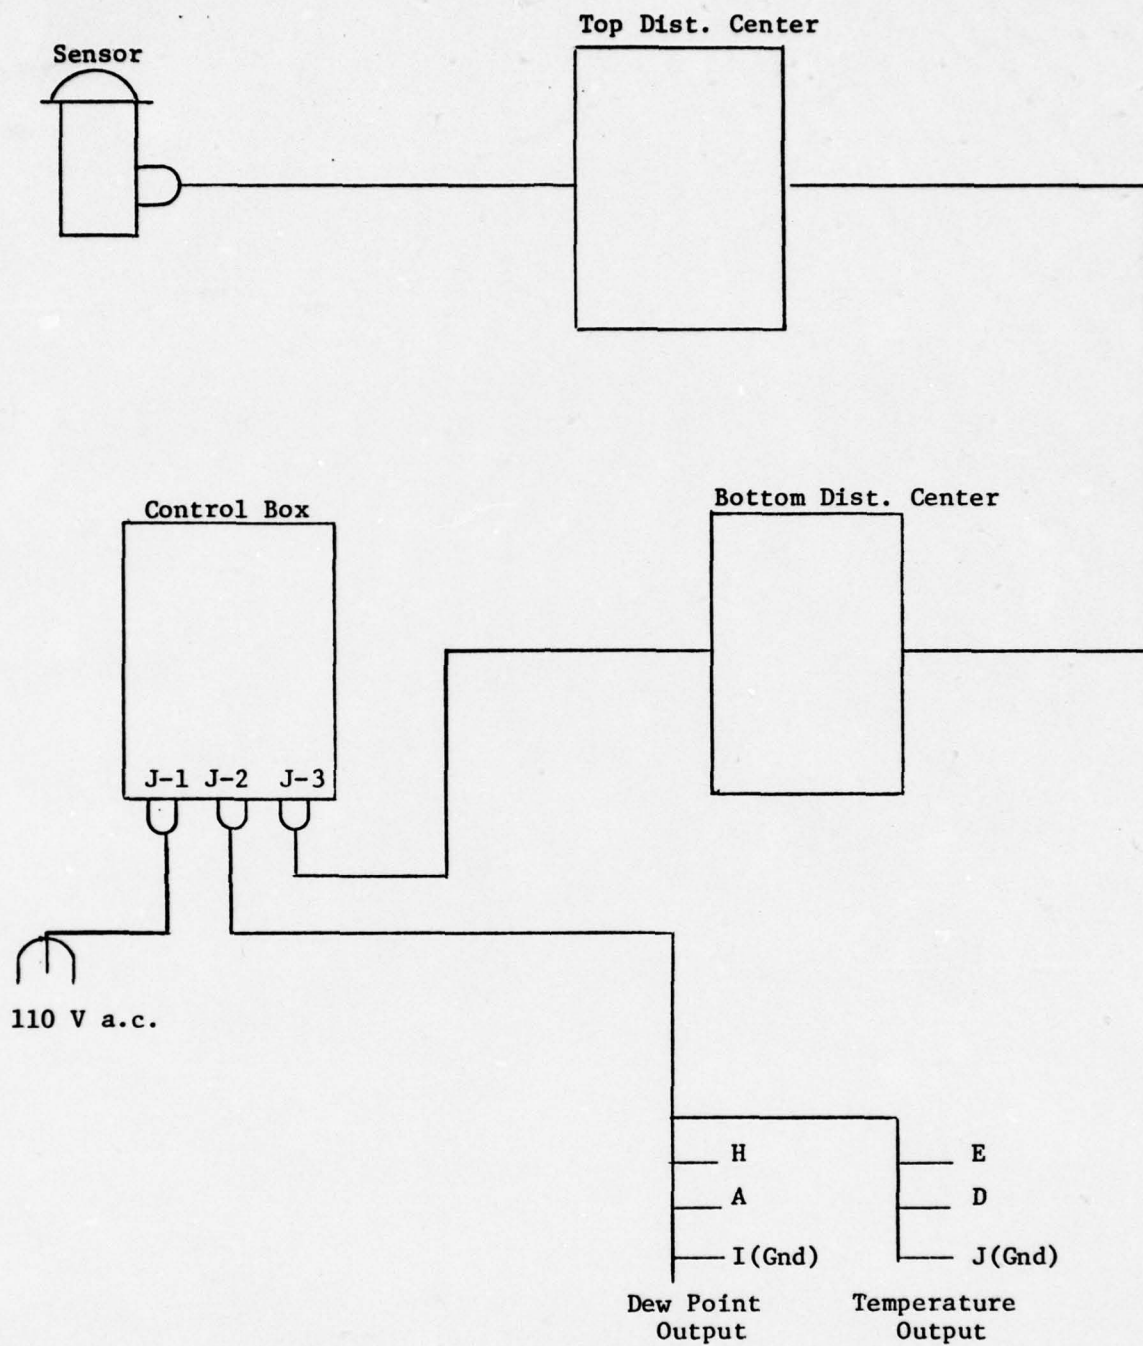 Top Dist. Center
Sensor
Control Box
Bottom Dist. Center
J-1 J-2 J-3
110 V a.c.
H
E
A
D
I(Gnd)
J(Gnd)
Dew Point
Output
Temperature
Output